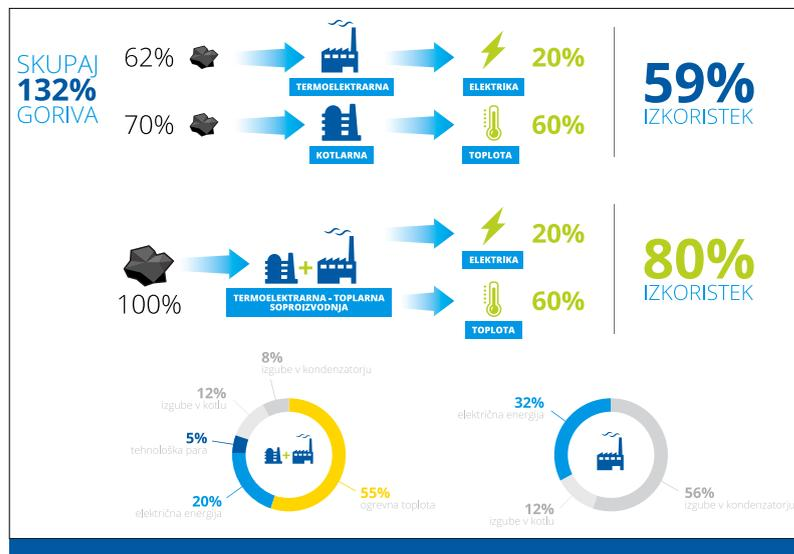 SKUPAJ
132%
GORIVA
62%
TERMOELEKTRARNA
ELEKTRIKA
20%
70%
KOTLARNA
TOPLOTA
60%
59%
IZKORISTEK
100%
TERMOELEKTRARNA - TOPLARNA
SOPROIZVODNJA
ELEKTRIKA
20%
TOPLOTA
60%
80%
IZKORISTEK
8%
izgube v kondenzatorju
12%
izgube v kotlu
5%
tehnološka para
20%
električna energija
55%
ogrevna toplota
32%
električna energija
12%
izgube v kotlu
56%
izgube v kondenzatorju